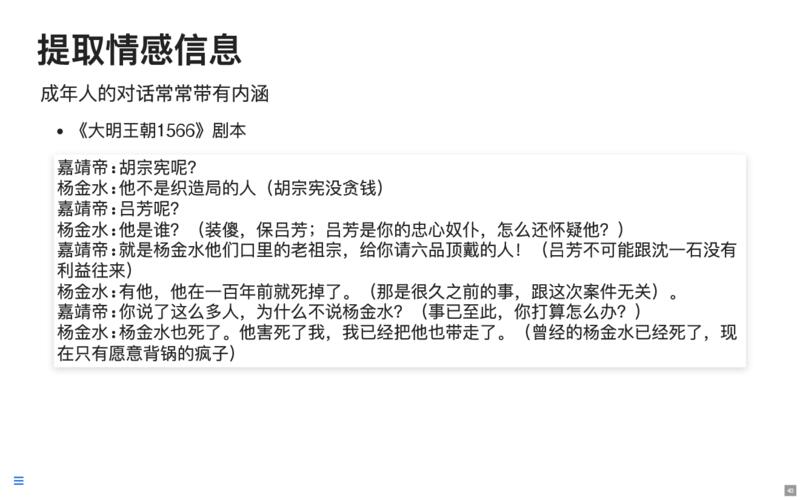 提取情感信息
成年人的对话常常带有内涵
• 《大明王朝1566》剧本
嘉靖帝:胡宗宪呢？
杨金水:他不是织造局的人（胡宗宪没贪钱）
嘉靖帝:吕芳呢？
杨金水:他是谁？（装傻，保吕芳；吕芳是你的忠心奴仆，怎么还怀疑他？）
嘉靖帝:就是杨金水他们口里的老祖宗，给你请六品顶戴的人！（吕芳不可能跟沈一石没有
利益往来）
杨金水:有他，他在一百年前就死掉了。（那是很久之前的事，跟这次案件无关）。
嘉靖帝:你说了这么多人，为什么不说杨金水？（事已至此，你打算怎么办？）
杨金水:杨金水也死了。他害死了我，我已经把他也带走了。（曾经的杨金水已经死了，现
在只有愿意背锅的疯子）